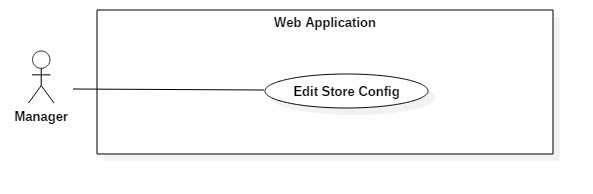 Web Application
Edit Store Config
Manager